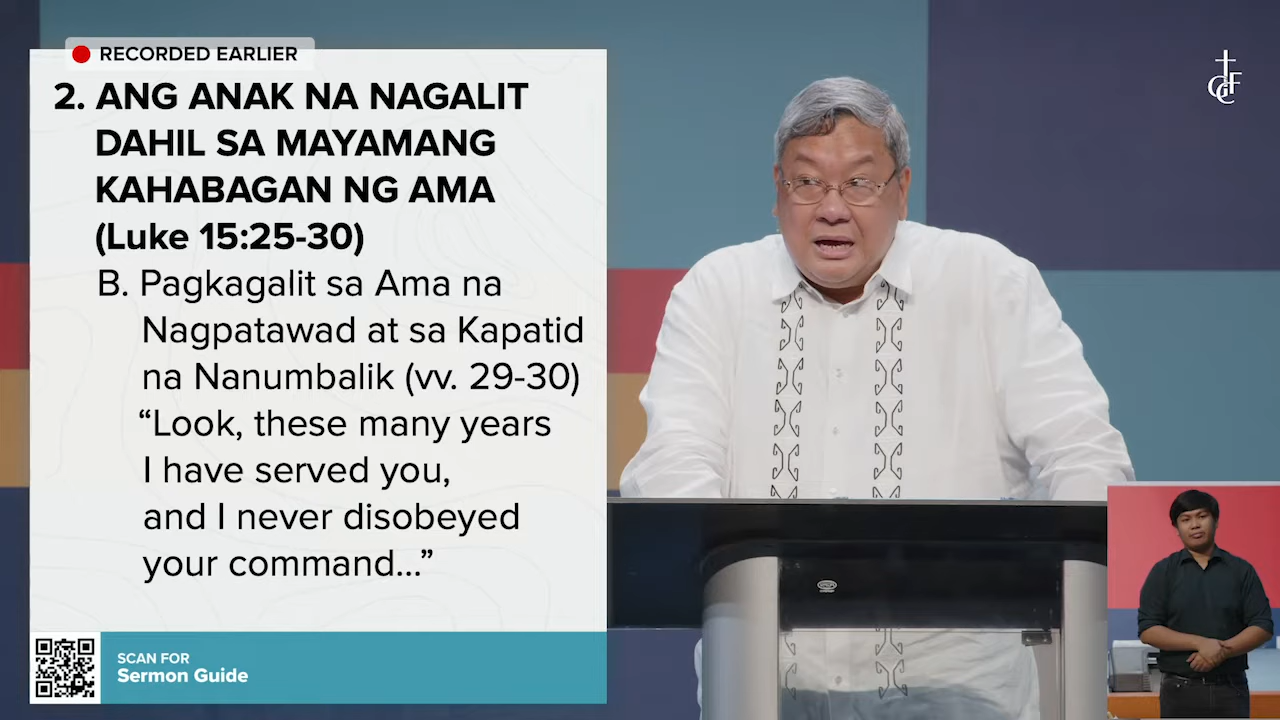 RECORDED EARLIER
2. ANG ANAK NA NAGALIT
DAHIL SA MAYAMANG
KAHABAGAN NG AMA
(Luke 15:25-30)
B. Pagkagalit sa Ama na
Nagpatawad at sa Kapatid
na Nanumbalik (vv. 29-30)
“Look, these many years
I have served you,
and I never disobeyed
your command...”
SCAN FOR
Sermon Guide